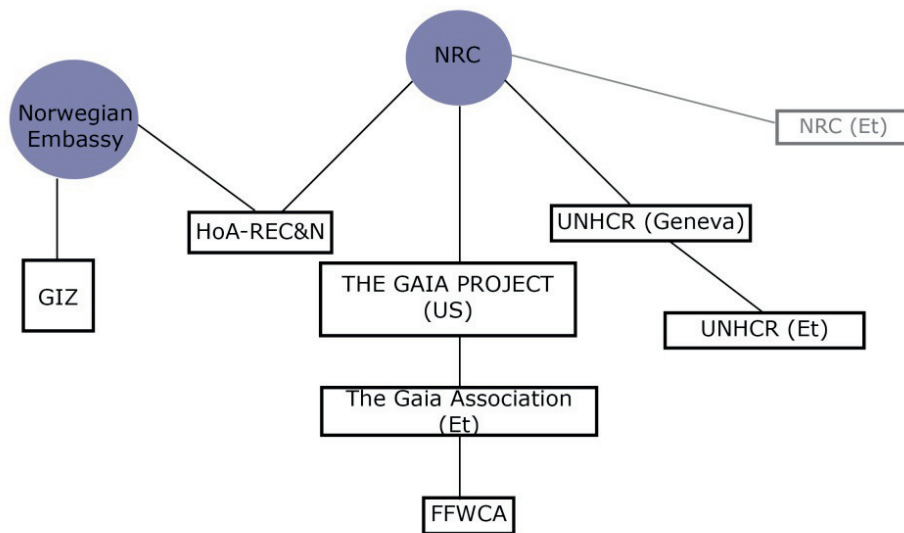 NRC
Norwegian
Embassy
NRC (Et)
HoA-REC&N
UNHCR (Geneva)
GIZ
THE GAIA PROJECT
(US)
UNHCR (Et)
The Gaia Association
(Et)
FFWCA